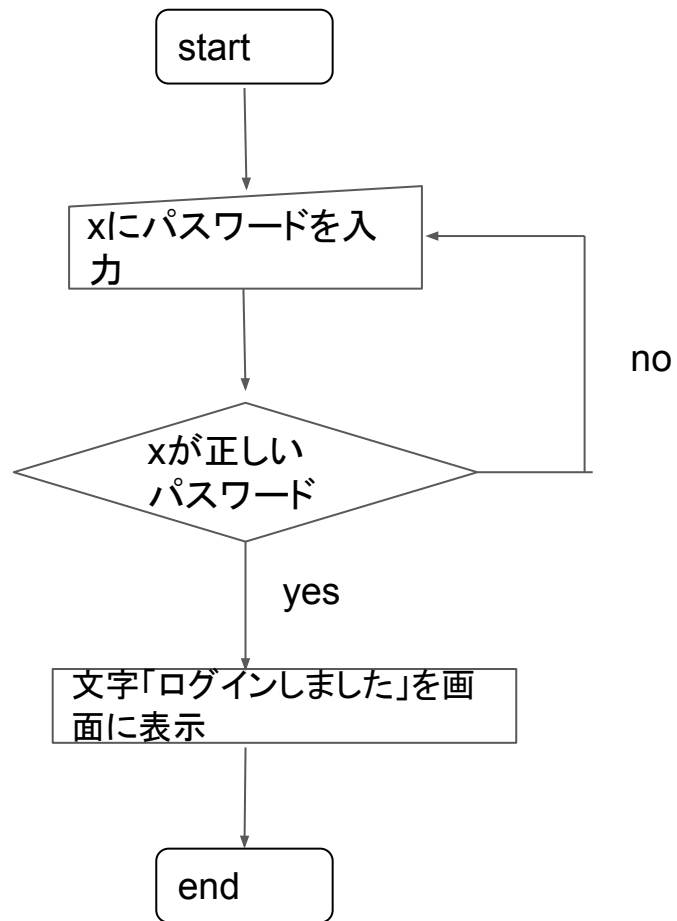 start
xにパスワードを入
力
no
xが正しい
パスワード
yes
文字「ログインしました」を画
面に表示
end